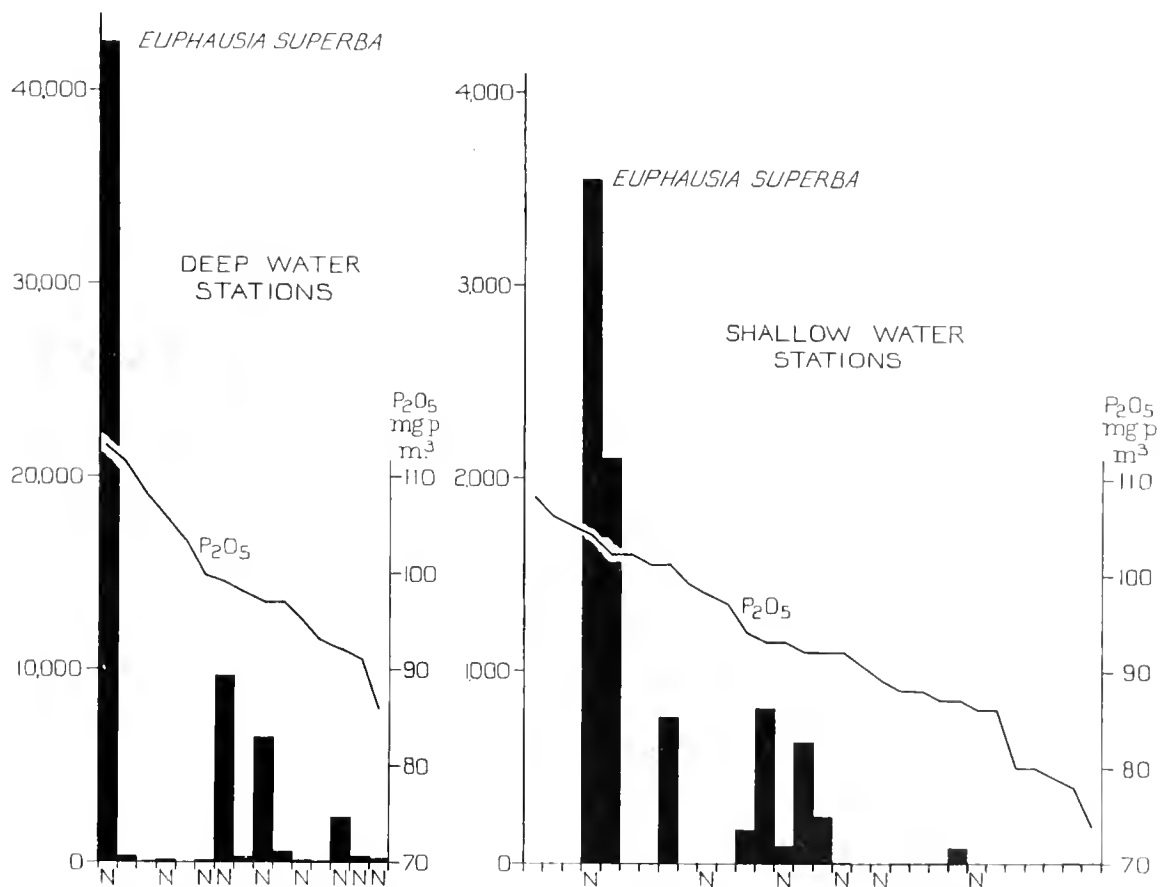 EUPHAUSIA SUPERBA
40,000
30,000
20,000
10,000
0
DEEP WATER
STATIONS
P₂O₅
mg p
m³
110
100
90
80
70
P₂O₅
N N N N N N N N N
EUPHAUSIA SUPERBA
4,000
3,000
2,000
1,000
0
SHALLOW WATER
STATIONS
P₂O₅
mg p
m³
110
100
90
80
70
P₂O₅
N N N N N N